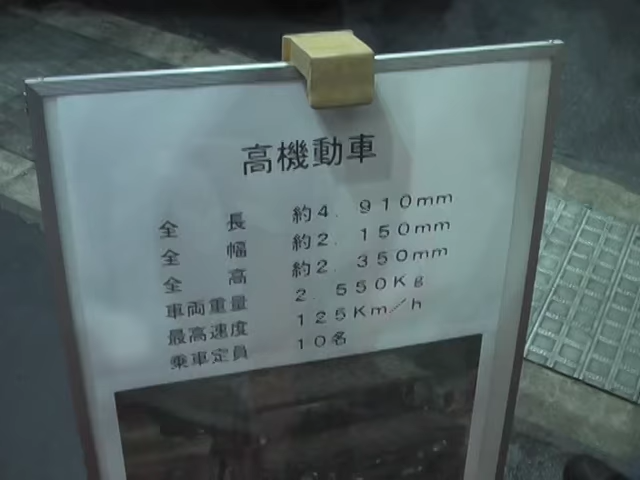 高機動車
全長 約4．910mm
全幅 約2．150mm
全高 約2．350mm
車両重量 2．550Kg
最高速度 125Km／h
乗車定員 10名